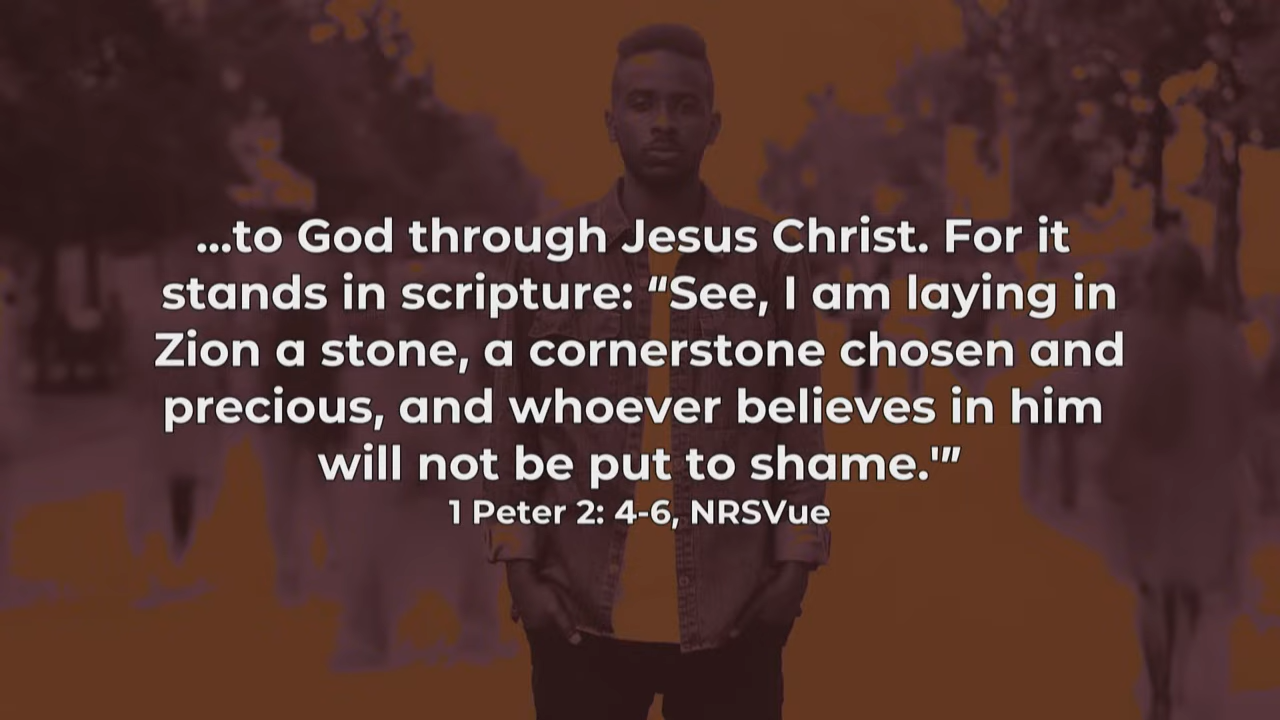 ...to God through Jesus Christ. For it
stands in scripture: “See, I am laying in
Zion a stone, a cornerstone chosen and
precious, and whoever believes in him
will not be put to shame.'”
1 Peter 2: 4-6, NRSVue